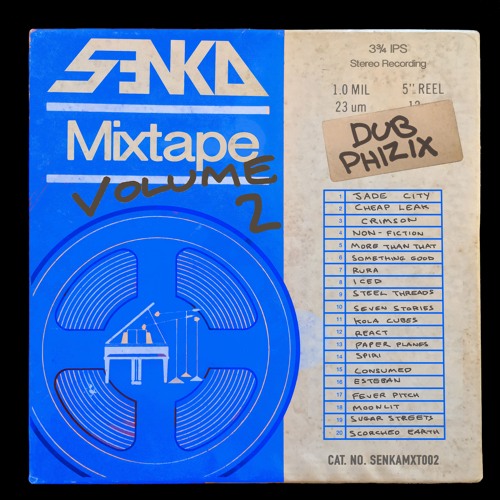 SENKA
Mixtape
VOLUME
2
3¾ IPS
Stereo Recording
1.0 MIL 5" REEL
23 um
DUB
PHIZIX
1 JADE CITY
2 CHEAP LEAK
3 CRIMSON
4 NON-FICTION
5 MORE THAN THAT
6 SOMETHING GOOD
7 RURA
8 ICED
9 STEEL THREADS
10 SEVEN STORIES
11 KOLA CUBES
12 REACT
13 PAPER PLANES
14 SPIRI
15 CONSUMED
16 ESTEBAN
17 FEVER PITCH
18 MOONLIT
19 SUGAR STREETS
20 SCORCHED EARTH
CAT. NO. SENKAMXT002